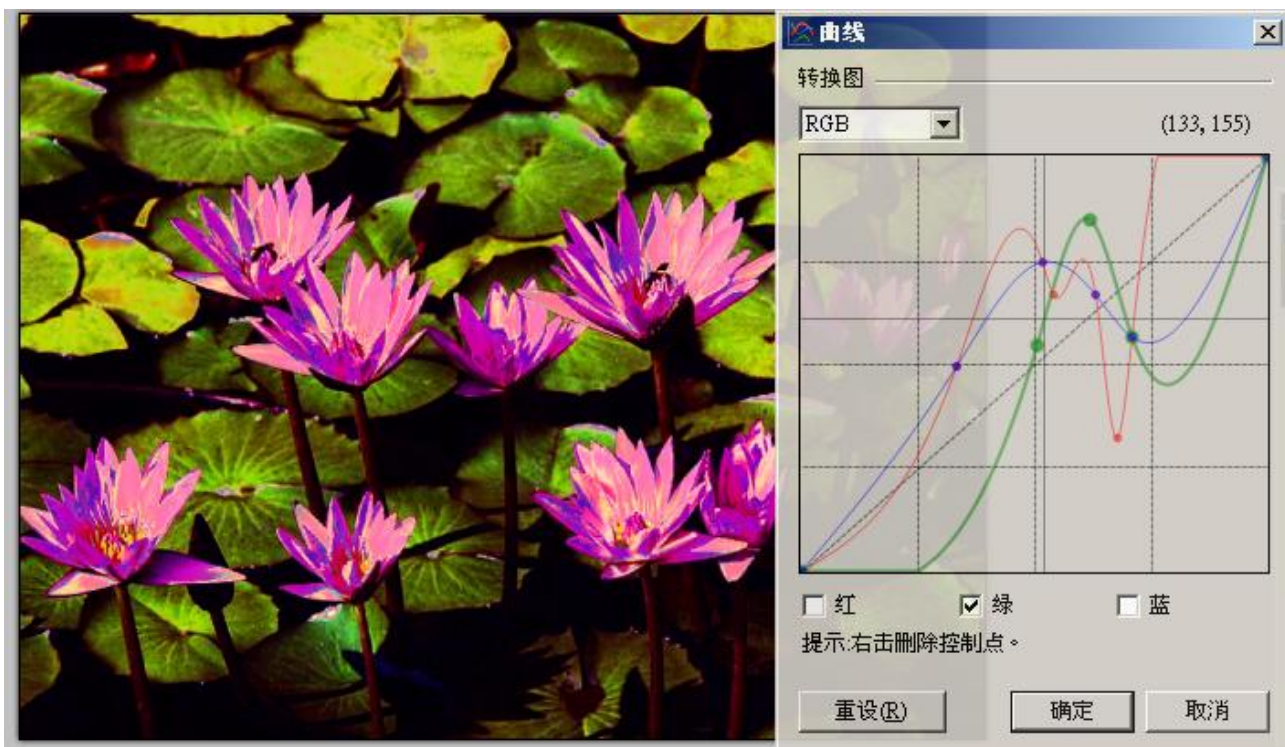 曲线
转换图
RGB
(133, 155)
红 绿 蓝
提示:右击刪除控制点。
重设(R) 确定 取消